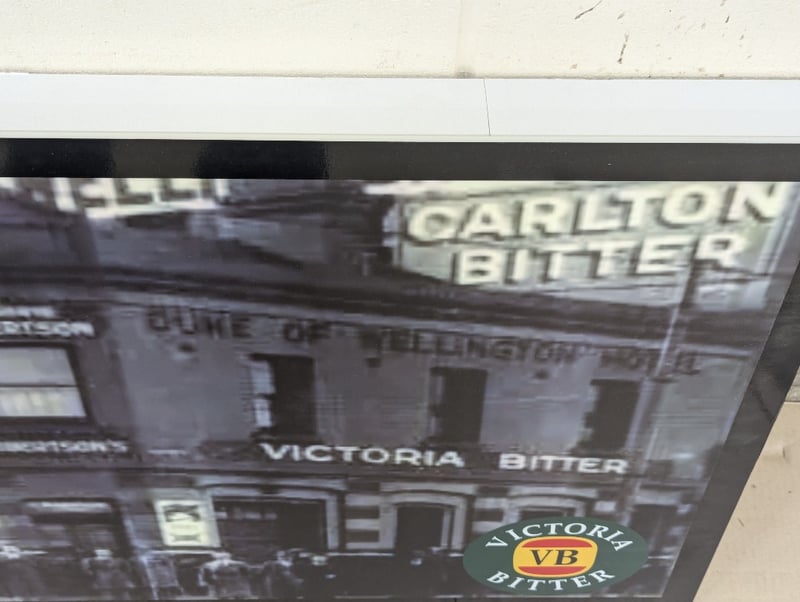 CARLTON
BITTER
DUKE OF WELLINGTON HOTEL
VICTORIA BITTER
VICTORIA
VB
BITTER